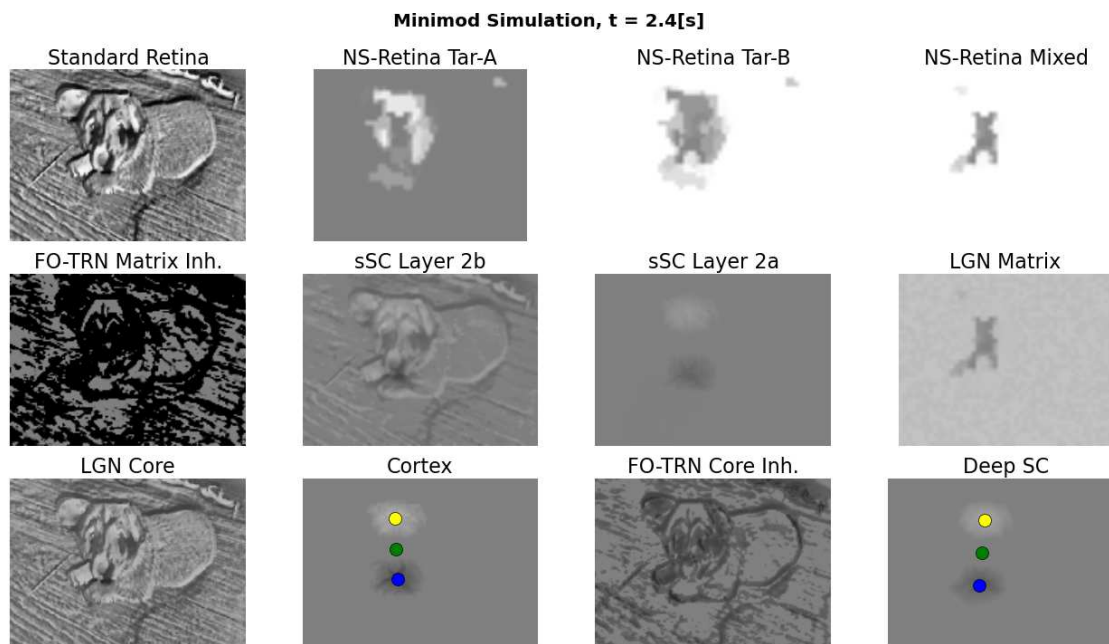 Minimod Simulation, t = 2.4[s]
Standard Retina
NS-Retina Tar-A
NS-Retina Tar-B
NS-Retina Mixed
FO-TRN Matrix Inh.
sSC Layer 2b
sSC Layer 2a
LGN Matrix
LGN Core
Cortex
FO-TRN Core Inh.
Deep SC